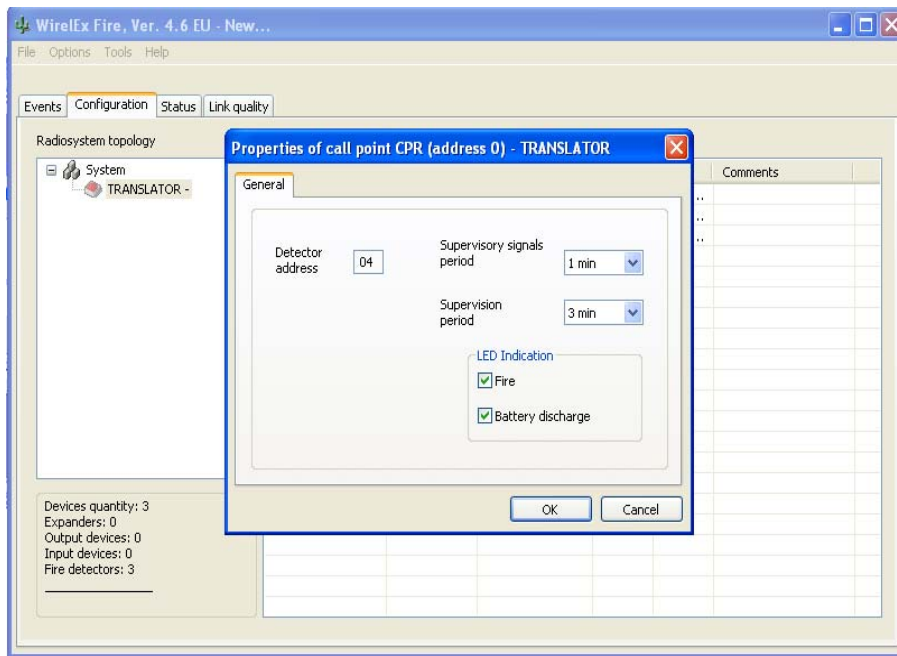 WirelEx Fire, Ver. 4.6 EU - New...
File Options Tools Help
Events Configuration Status Link quality
Radiosystem topology
System
TRANSLATOR -
Comments
..
..
..
Properties of call point CPR (address 0) - TRANSLATOR
General
Detector
address
04
Supervisory signals
period
1 min
Supervision
period
3 min
LED Indication
Fire
Battery discharge
OK Cancel
Devices quantity: 3
Expanders: 0
Output devices: 0
Input devices: 0
Fire detectors: 3